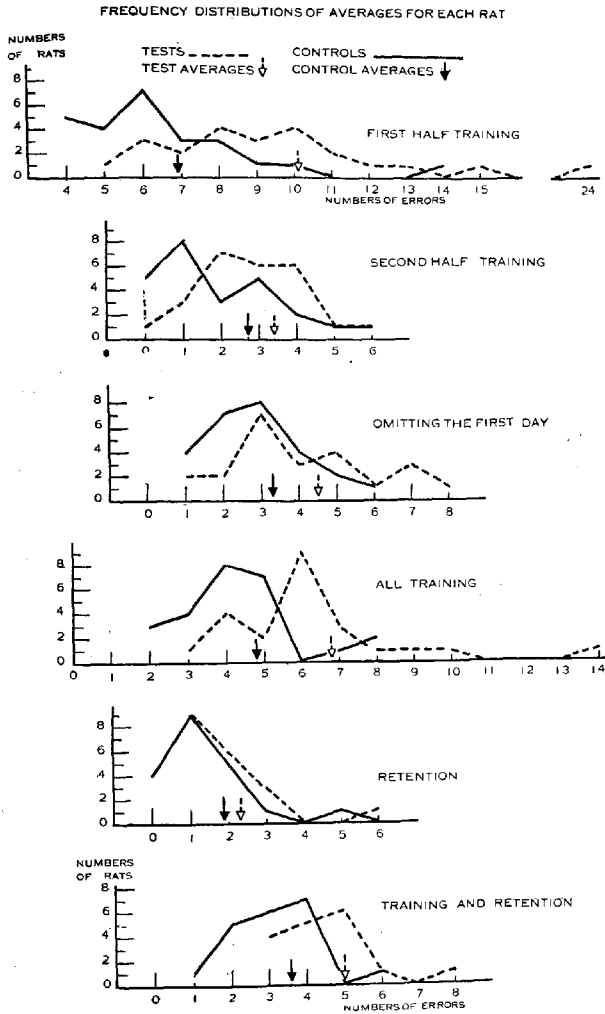 FREQUENCY DISTRIBUTIONS OF AVERAGES FOR EACH RAT
NUMBERS
OF RATS
TESTS
CONTROLS
TEST AVERAGES
CONTROL AVERAGES
8
6
4
2
0
FIRST HALF TRAINING
4 5 6 7 8 9 10 11 12 13 14 15 24
NUMBERS OF ERRORS
8
6
4
2
0
SECOND HALF TRAINING
0 1 2 3 4 5 6
8
6
4
2
0
OMITTING THE FIRST DAY
0 1 2 3 4 5 6 7 8
8
6
4
2
0
ALL TRAINING
0 1 2 3 4 5 6 7 8 9 10 11 12 13 14
8
6
4
2
0
RETENTION
0 1 2 3 4 5 6
NUMBERS
OF RATS
8
6
4
2
0
TRAINING AND RETENTION
0 1 2 3 4 5 6 7 8
NUMBERS OF ERRORS